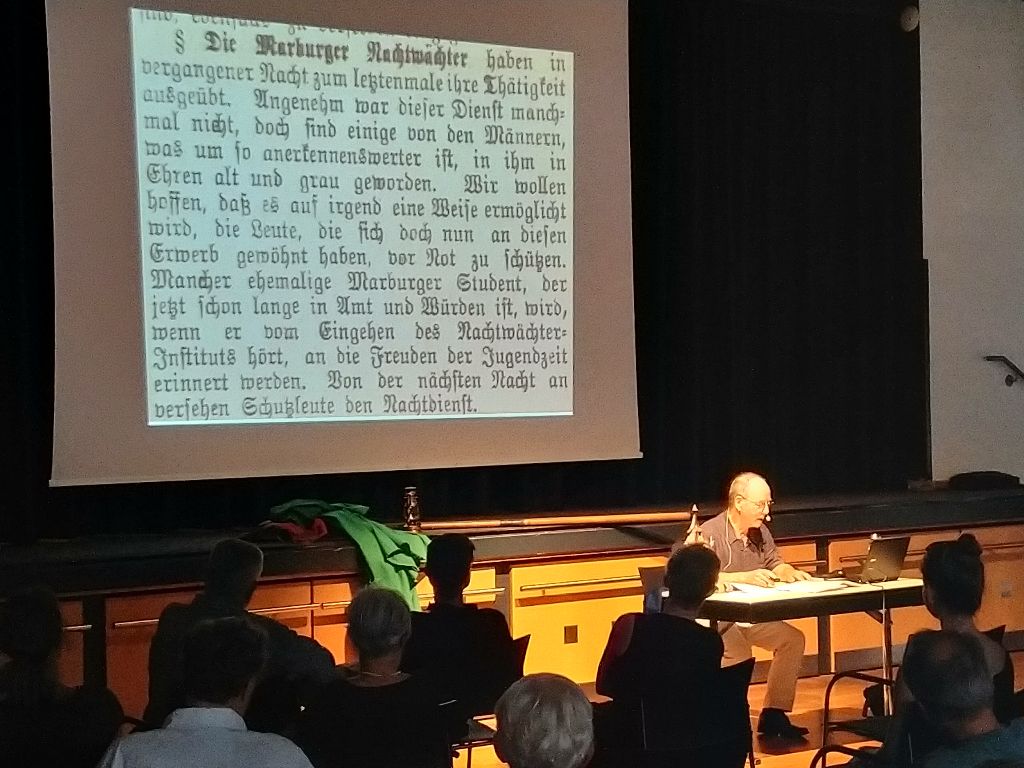 § Die Marburger Nachtwächter haben in
vergangener Nacht zum letztenmale ihre Thätigkeit
ausgeübt. Angenehm war dieser Dienst manch-
mal nicht, doch sind einige von den Männern,
was um so anerkennenswerter ist, in ihm in
Ehren alt und grau geworden. Wir wollen
hoffen, daß es auf irgend eine Weise ermöglicht
wird, die Leute, die sich doch nun an diesen
Erwerb gewöhnt haben, vor Not zu schützen.
Mancher ehemalige Marburger Student, der
jetzt schon lange in Amt und Würden ist, wird,
wenn er vom Eingehen des Nachtwächter-
Instituts hört, an die Freuden der Jugendzeit
erinnert werden. Von der nächsten Nacht an
versehen Schutzleute den Nachtdienst.